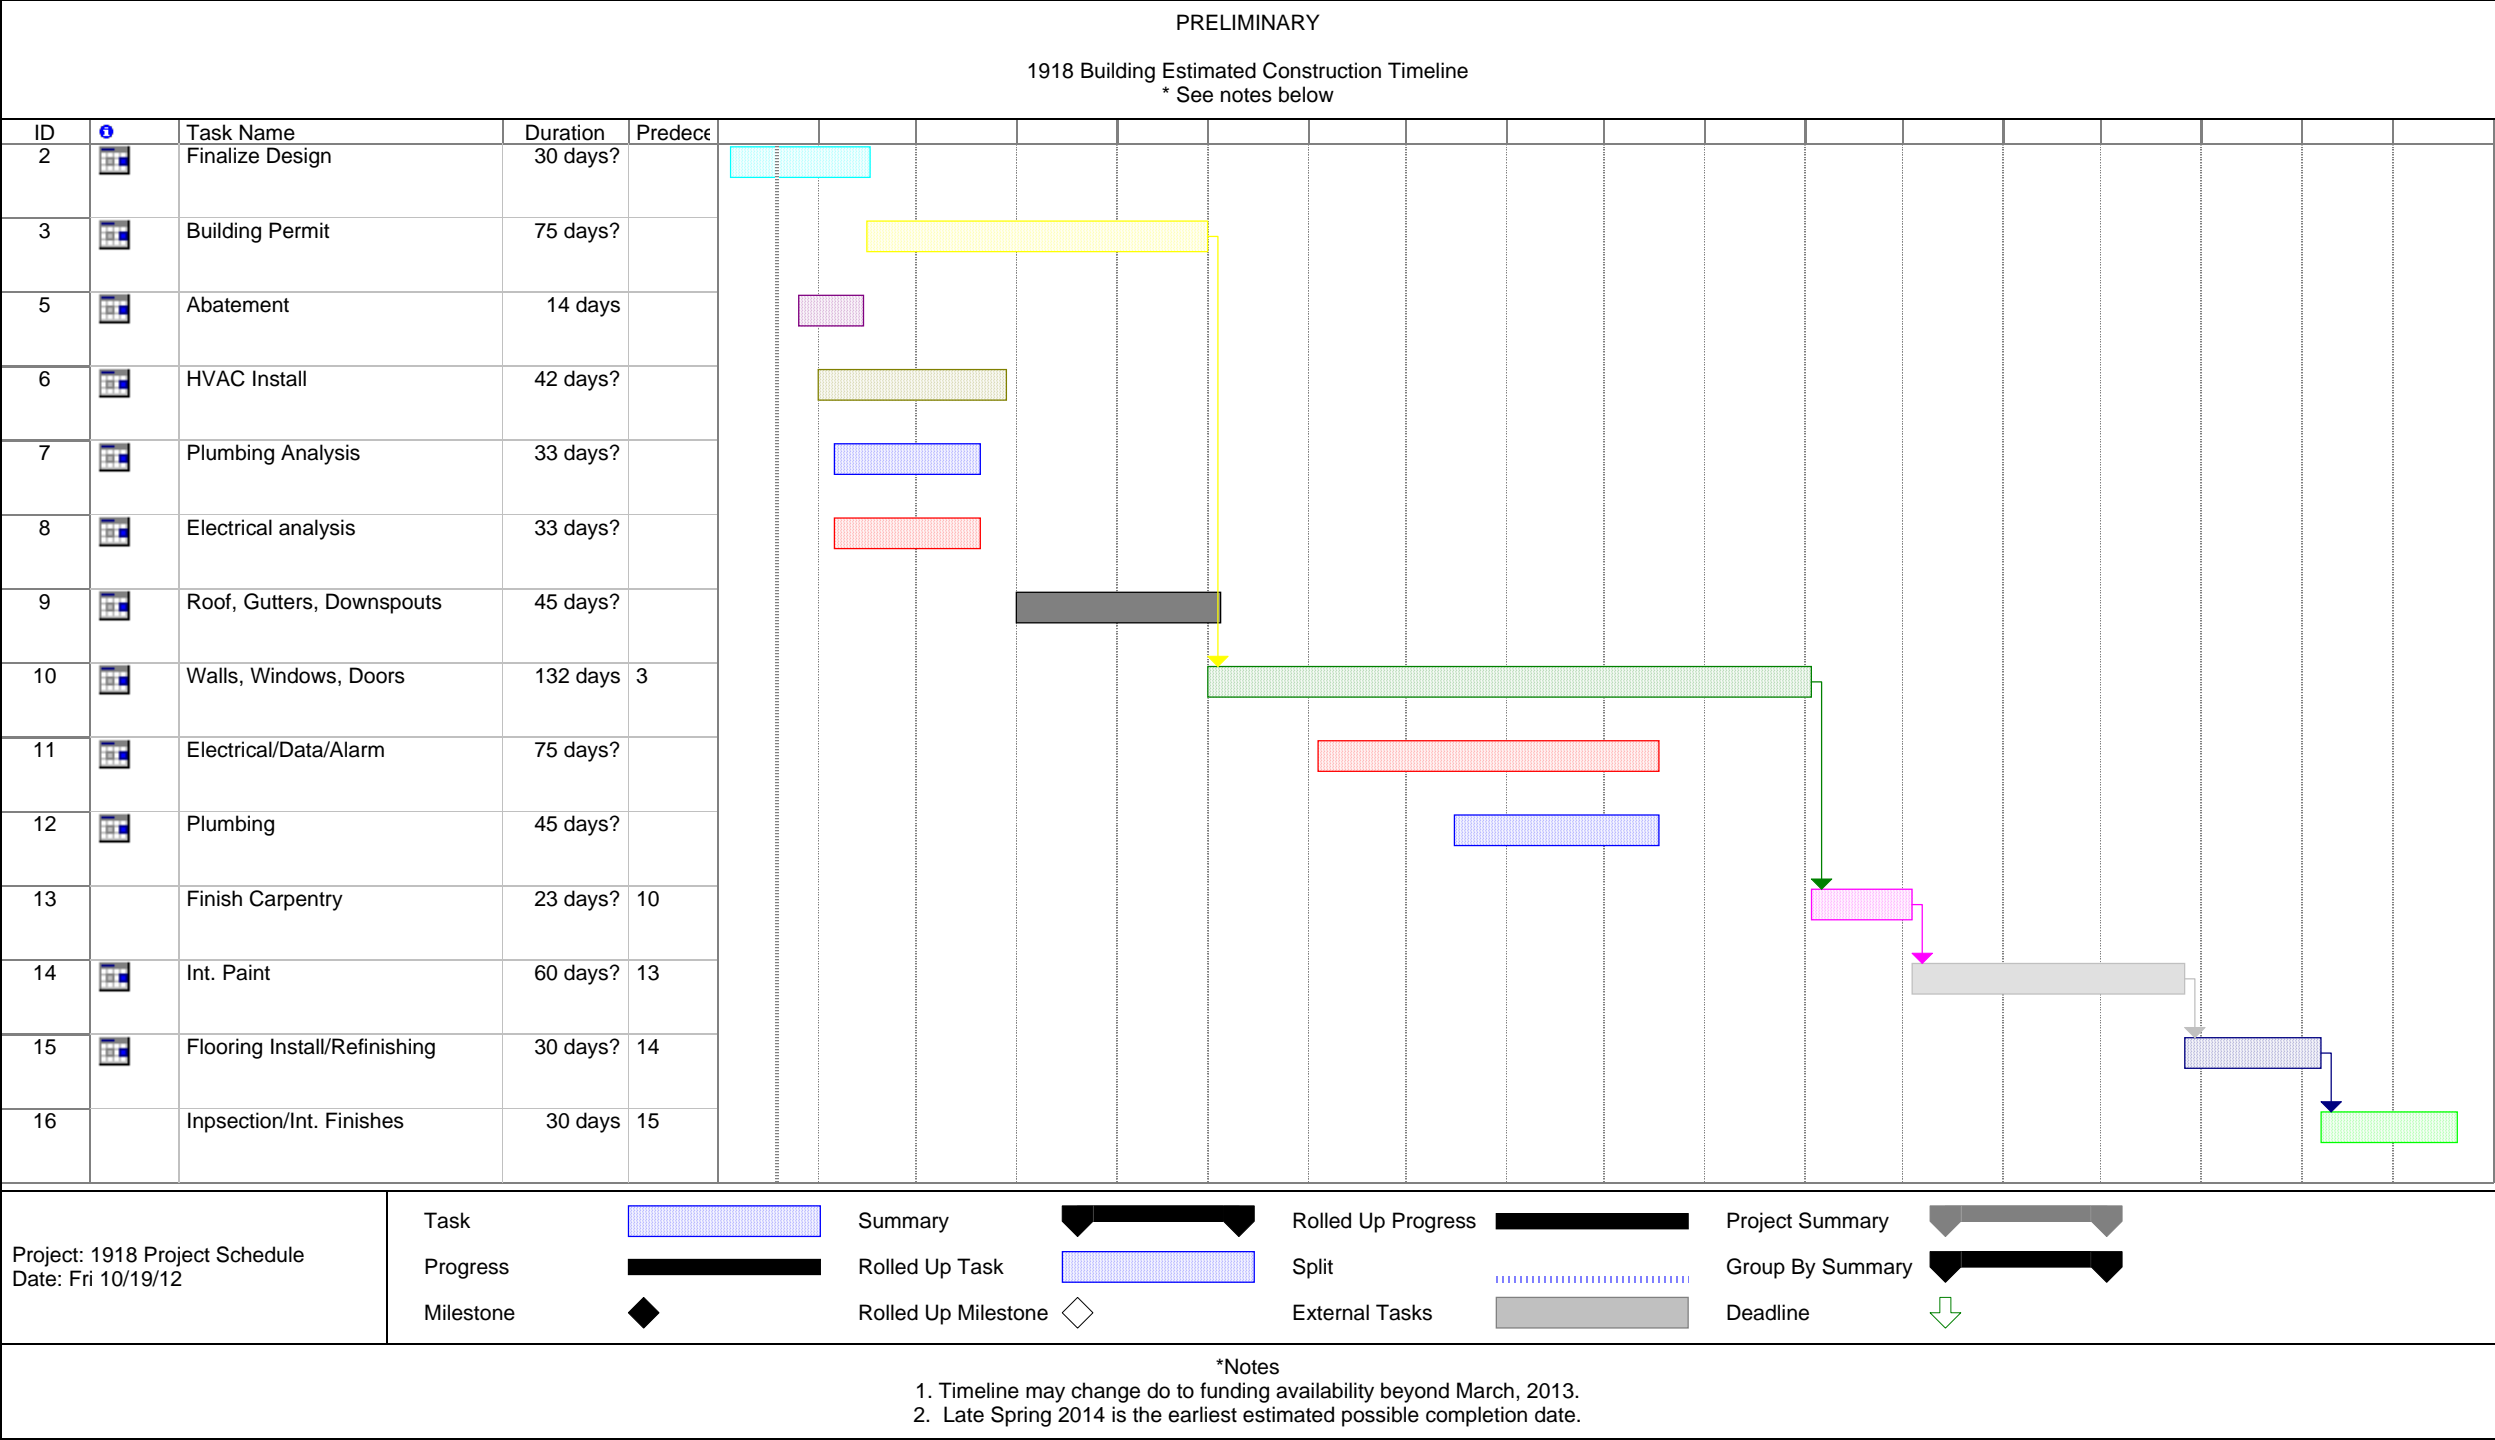 PRELIMINARY
1918 Building Estimated Construction Timeline
* See notes below
ID Task Name Duration Predece
2 Finalize Design 30 days?
3 Building Permit 75 days?
5 Abatement 14 days
6 HVAC Install 42 days?
7 Plumbing Analysis 33 days?
8 Electrical analysis 33 days?
9 Roof, Gutters, Downspouts 45 days?
10 Walls, Windows, Doors 132 days 3
11 Electrical/Data/Alarm 75 days?
12 Plumbing 45 days?
13 Finish Carpentry 23 days? 10
14 Int. Paint 60 days? 13
15 Flooring Install/Refinishing 30 days? 14
16 Inpsection/Int. Finishes 30 days 15
Project: 1918 Project Schedule
Date: Fri 10/19/12
Task Summary Rolled Up Progress Project Summary
Progress Rolled Up Task Split Group By Summary
Milestone Rolled Up Milestone External Tasks Deadline
*Notes
1. Timeline may change do to funding availability beyond March, 2013.
2. Late Spring 2014 is the earliest estimated possible completion date.